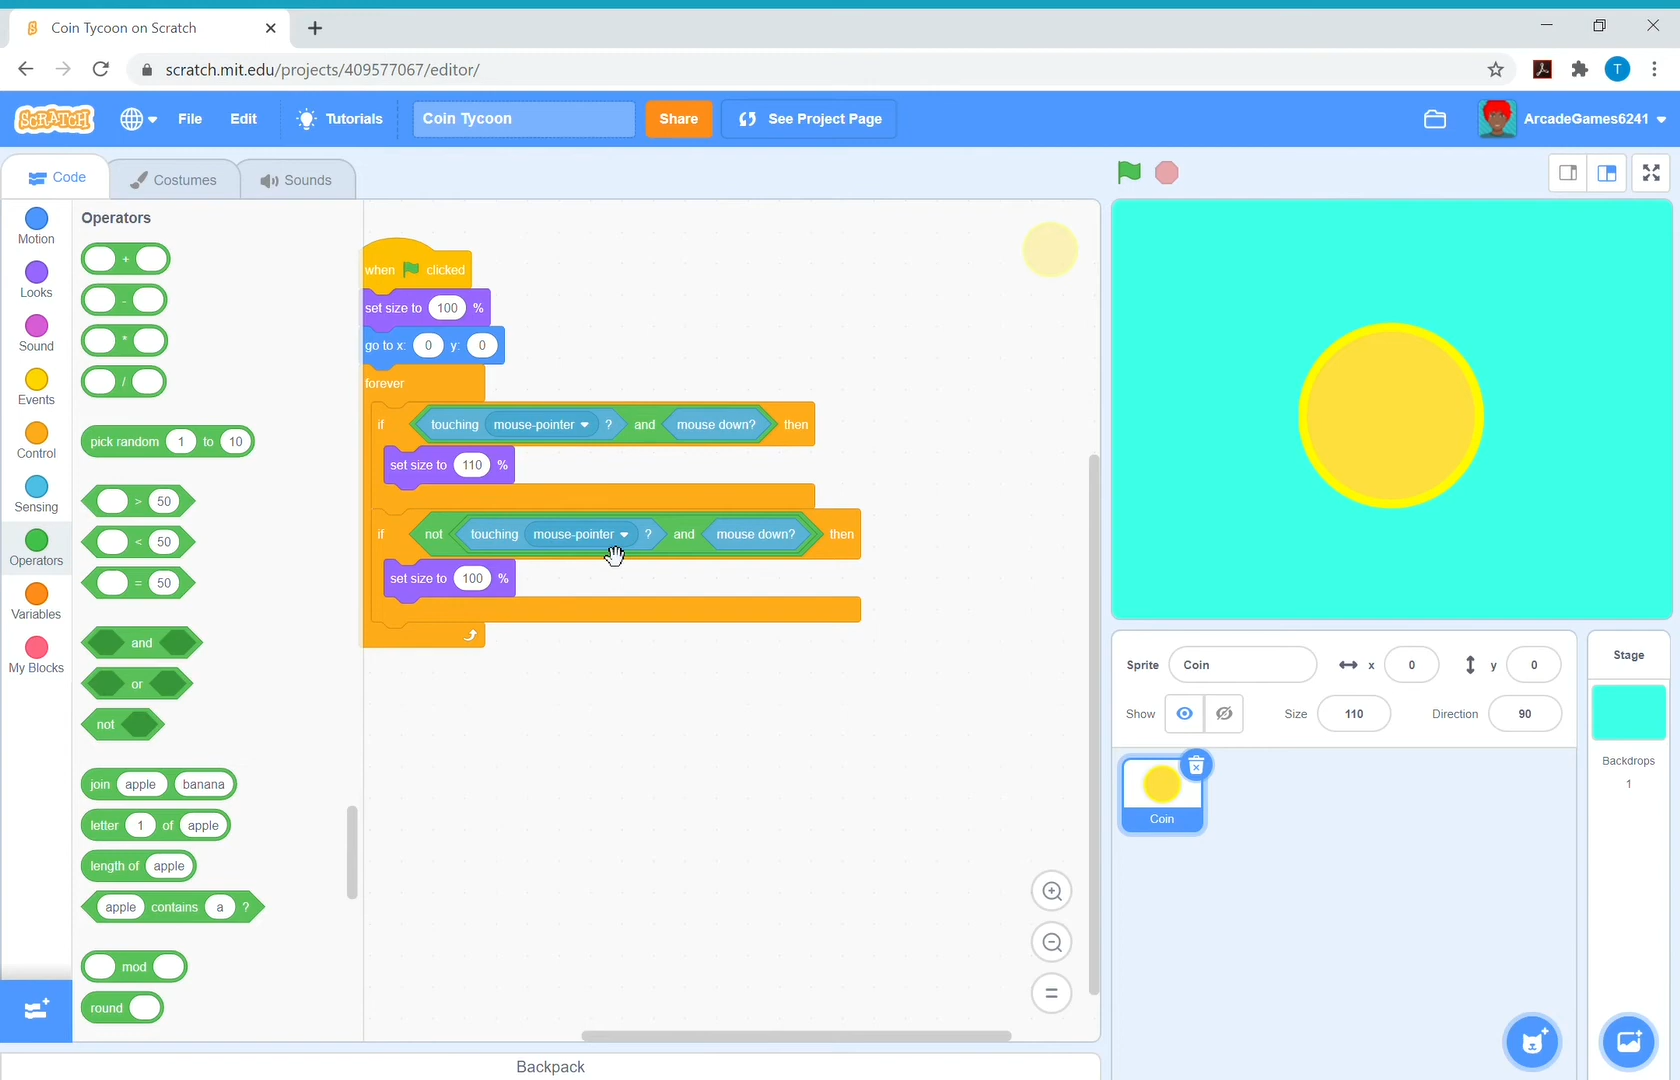 Coin Tycoon on Scratch
scratch.mit.edu/projects/409577067/editor/
T
SCRATCH
File
Edit
Tutorials
Coin Tycoon
Share
See Project Page
ArcadeGames6241
Code
Costumes
Sounds
Motion
Looks
Sound
Events
Control
Sensing
Operators
Variables
My Blocks
Operators
+
-
*
/
pick random 1 to 10
> 50
< 50
= 50
and
or
not
join apple banana
letter 1 of apple
length of apple
apple contains a ?
mod
round
when clicked
set size to 100 %
go to x: 0 y: 0
forever
if touching mouse-pointer ? and mouse down? then
set size to 110 %
if not touching mouse-pointer ? and mouse down? then
set size to 100 %
Backpack
Sprite Coin x 0 y 0
Show Size 110 Direction 90
Coin
Stage
Backdrops
1